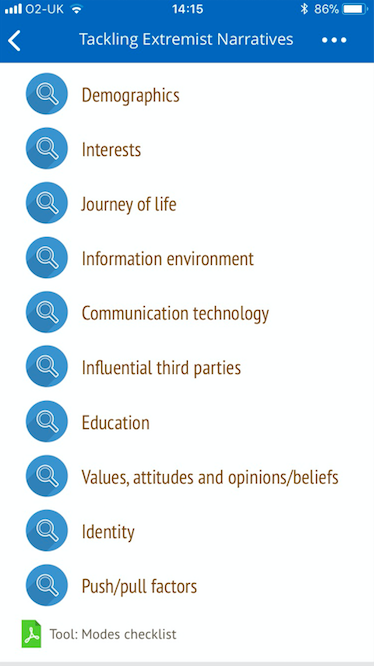 O2-UK 14:15 86%
Tackling Extremist Narratives
Demographics
Interests
Journey of life
Information environment
Communication technology
Influential third parties
Education
Values, attitudes and opinions/beliefs
Identity
Push/pull factors
Tool: Modes checklist